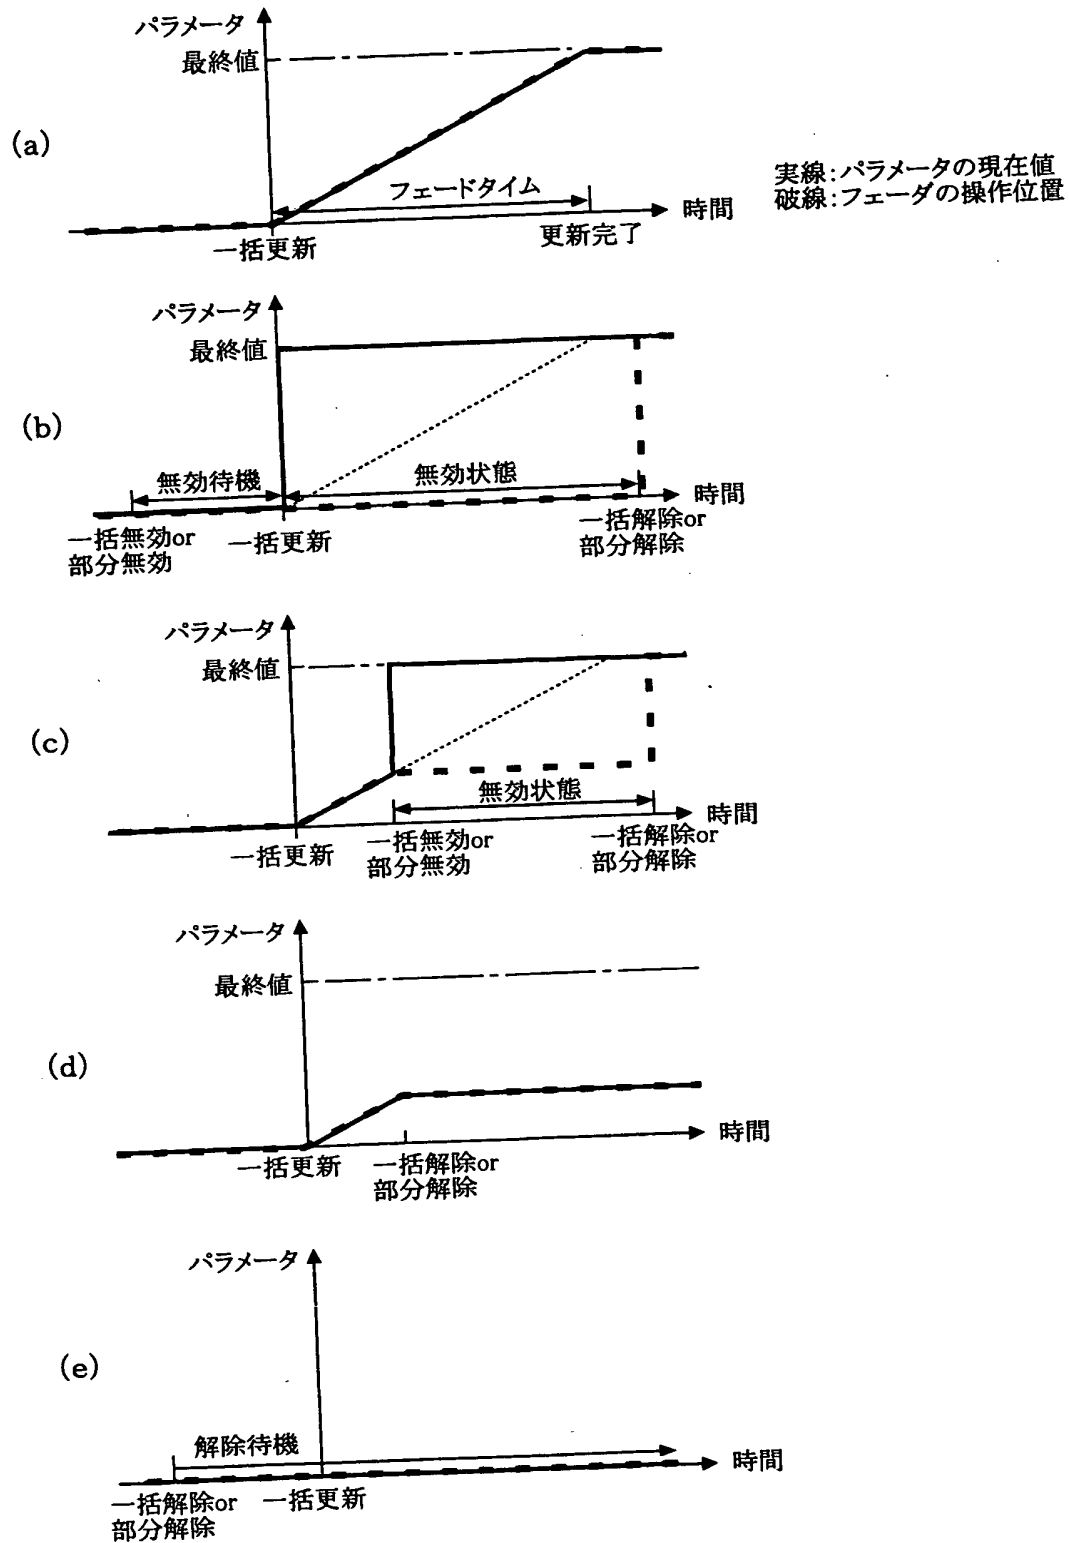 (a)
パラメータ
最終値
フェードタイム
時間
一括更新
更新完了
実線:パラメータの現在値
破線:フェーダの操作位置
(b)
パラメータ
最終値
無効待機
無効状態
時間
一括無効or
部分無効
一括更新
一括解除or
部分解除
(c)
パラメータ
最終値
無効状態
時間
一括更新
一括無効or
部分無効
一括解除or
部分解除
(d)
パラメータ
最終値
時間
一括更新
一括解除or
部分解除
(e)
パラメータ
解除待機
時間
一括解除or
部分解除
一括更新